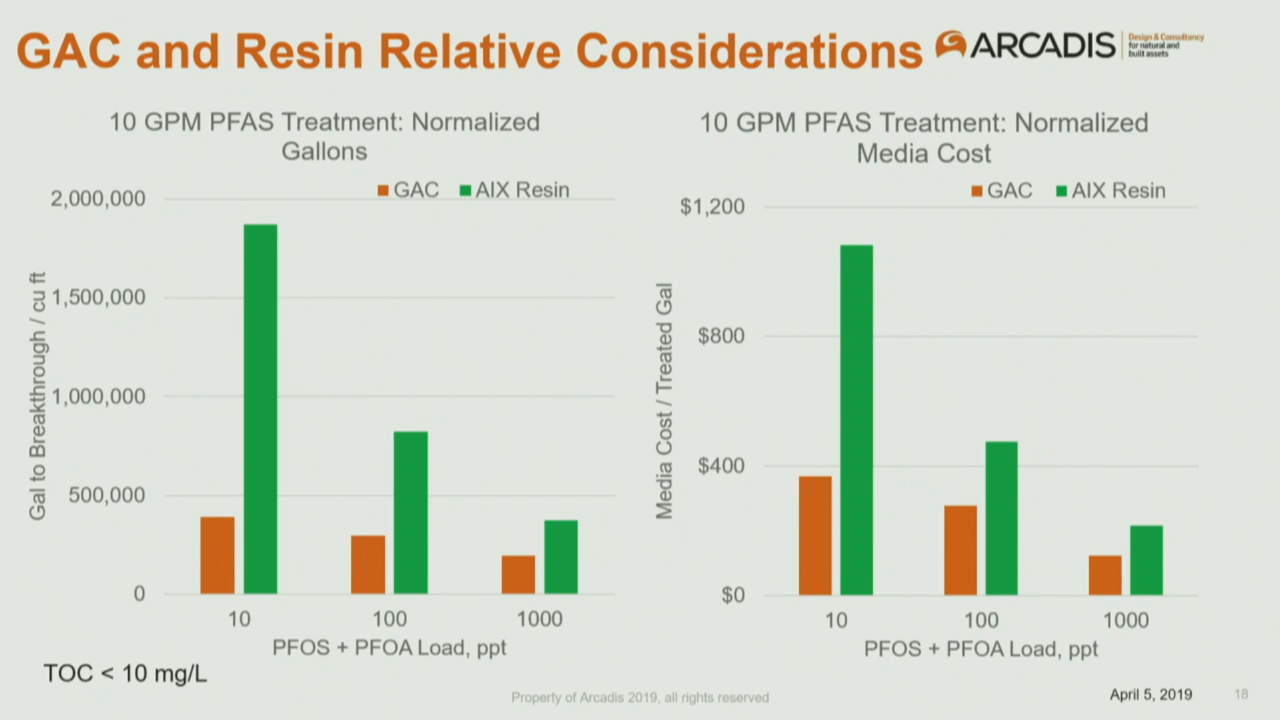 GAC and Resin Relative Considerations
ARCADIS
Design & Consultancy
for natural and
built assets
10 GPM PFAS Treatment: Normalized
Gallons
GAC AIX Resin
2,000,000
1,500,000
1,000,000
500,000
0
Gal to Breakthrough / cu ft
10 100 1000
PFOS + PFOA Load, ppt
10 GPM PFAS Treatment: Normalized
Media Cost
GAC AIX Resin
$1,200
$800
$400
$0
Media Cost / Treated Gal
10 100 1000
PFOS + PFOA Load, ppt
TOC < 10 mg/L
Property of Arcadis 2019, all rights reserved
April 5, 2019
18